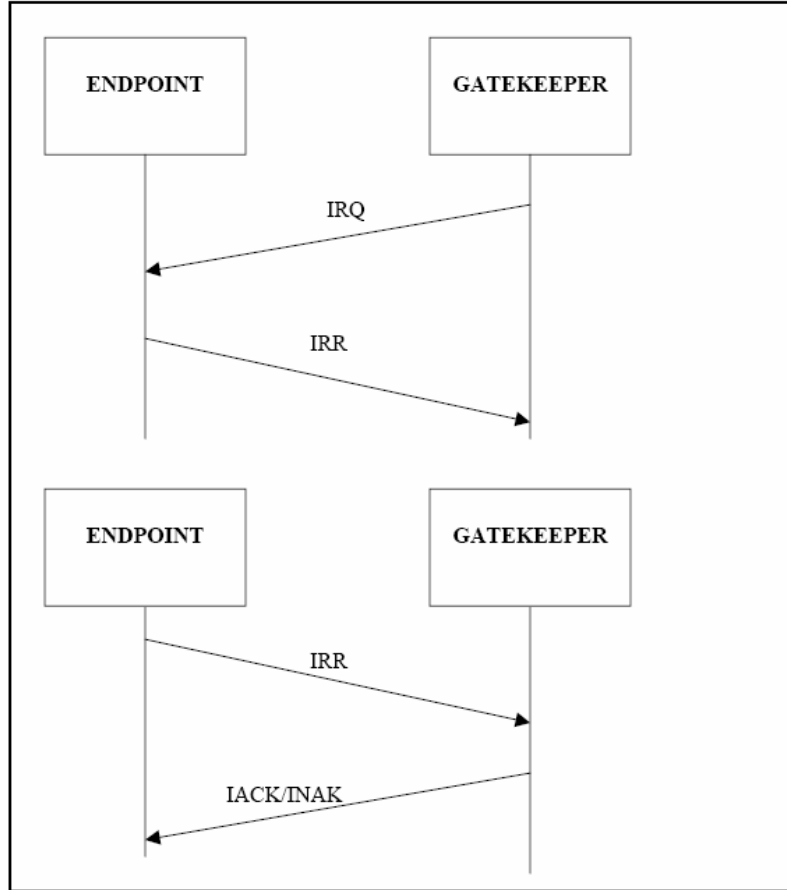 ENDPOINT
GATEKEEPER
IRQ
IRR
ENDPOINT
GATEKEEPER
IRR
IACK/INAK